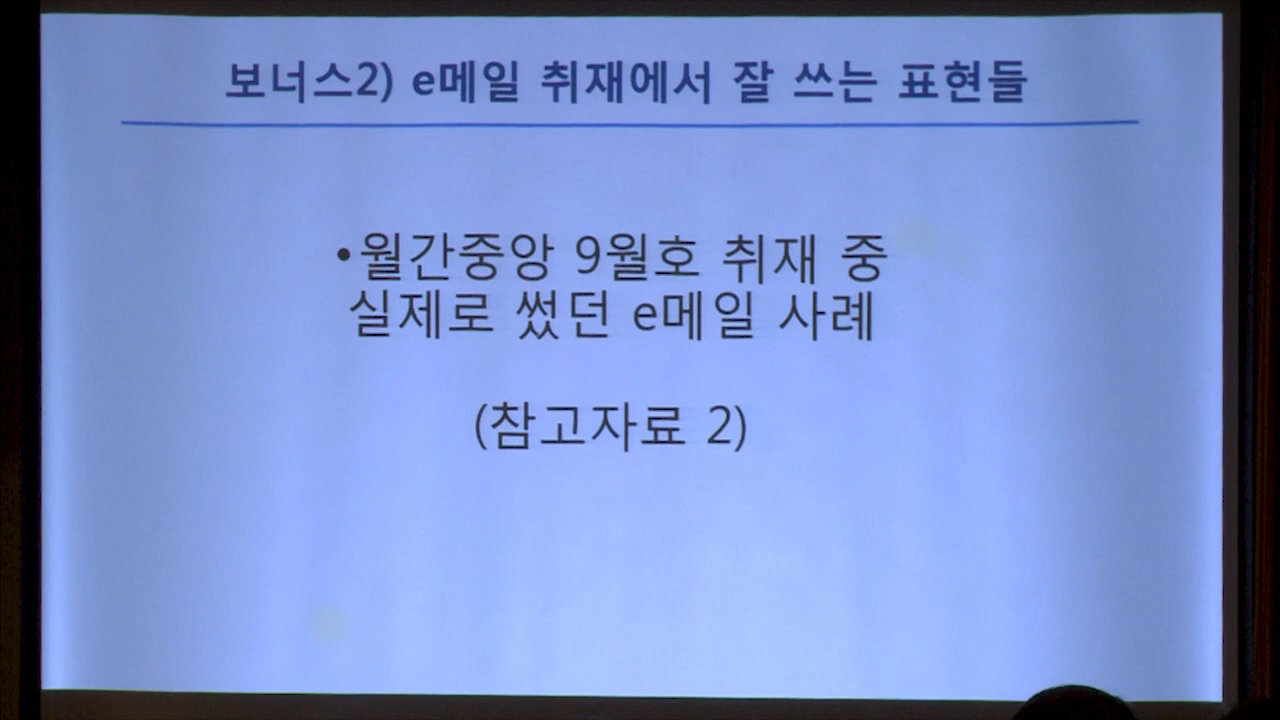 보너스2) e메일 취재에서 잘 쓰는 표현들
•월간중앙 9월호 취재 중
실제로 썼던 e메일 사례
(참고자료 2)